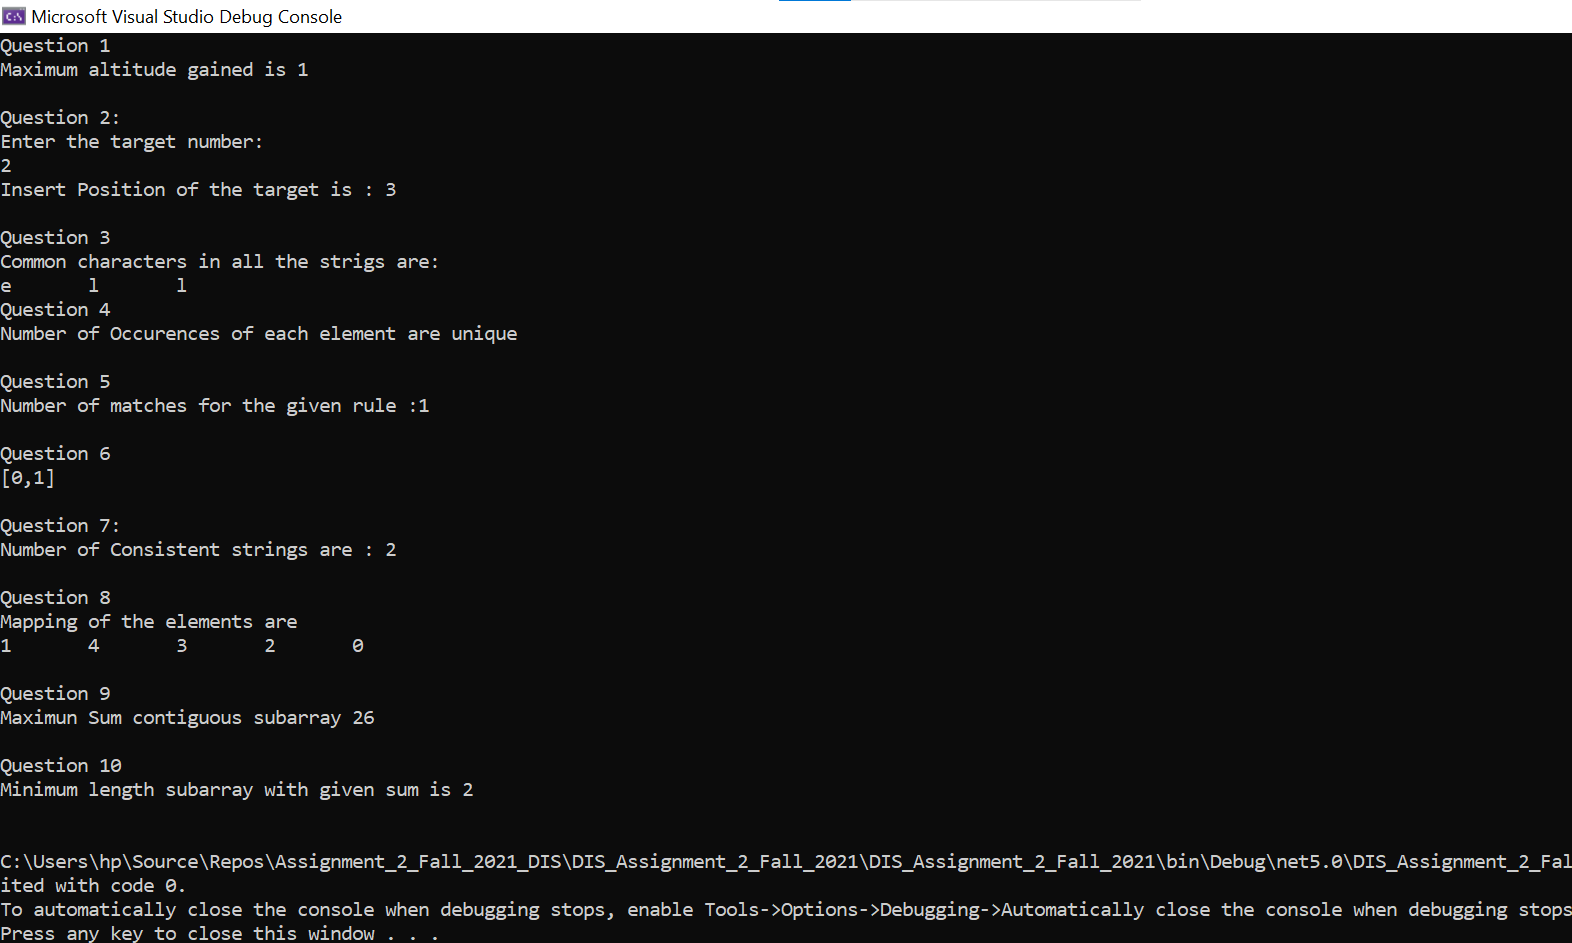 Microsoft Visual Studio Debug Console
Question 1
Maximum altitude gained is 1
Question 2:
Enter the target number:
2
Insert Position of the target is : 3
Question 3
Common characters in all the strigs are:
e l l
Question 4
Number of Occurences of each element are unique
Question 5
Number of matches for the given rule :1
Question 6
[0,1]
Question 7:
Number of Consistent strings are : 2
Question 8
Mapping of the elements are
1 4 3 2 0
Question 9
Maximun Sum contiguous subarray 26
Question 10
Minimum length subarray with given sum is 2
C:\Users\hp\Source\Repos\Assignment_2_Fall_2021_DIS\DIS_Assignment_2_Fall_2021\DIS_Assignment_2_Fall_2021\bin\Debug\net5.0\DIS_Assignment_2_Fal
ited with code 0.
To automatically close the console when debugging stops, enable Tools->Options->Debugging->Automatically close the console when debugging stops
Press any key to close this window . . .